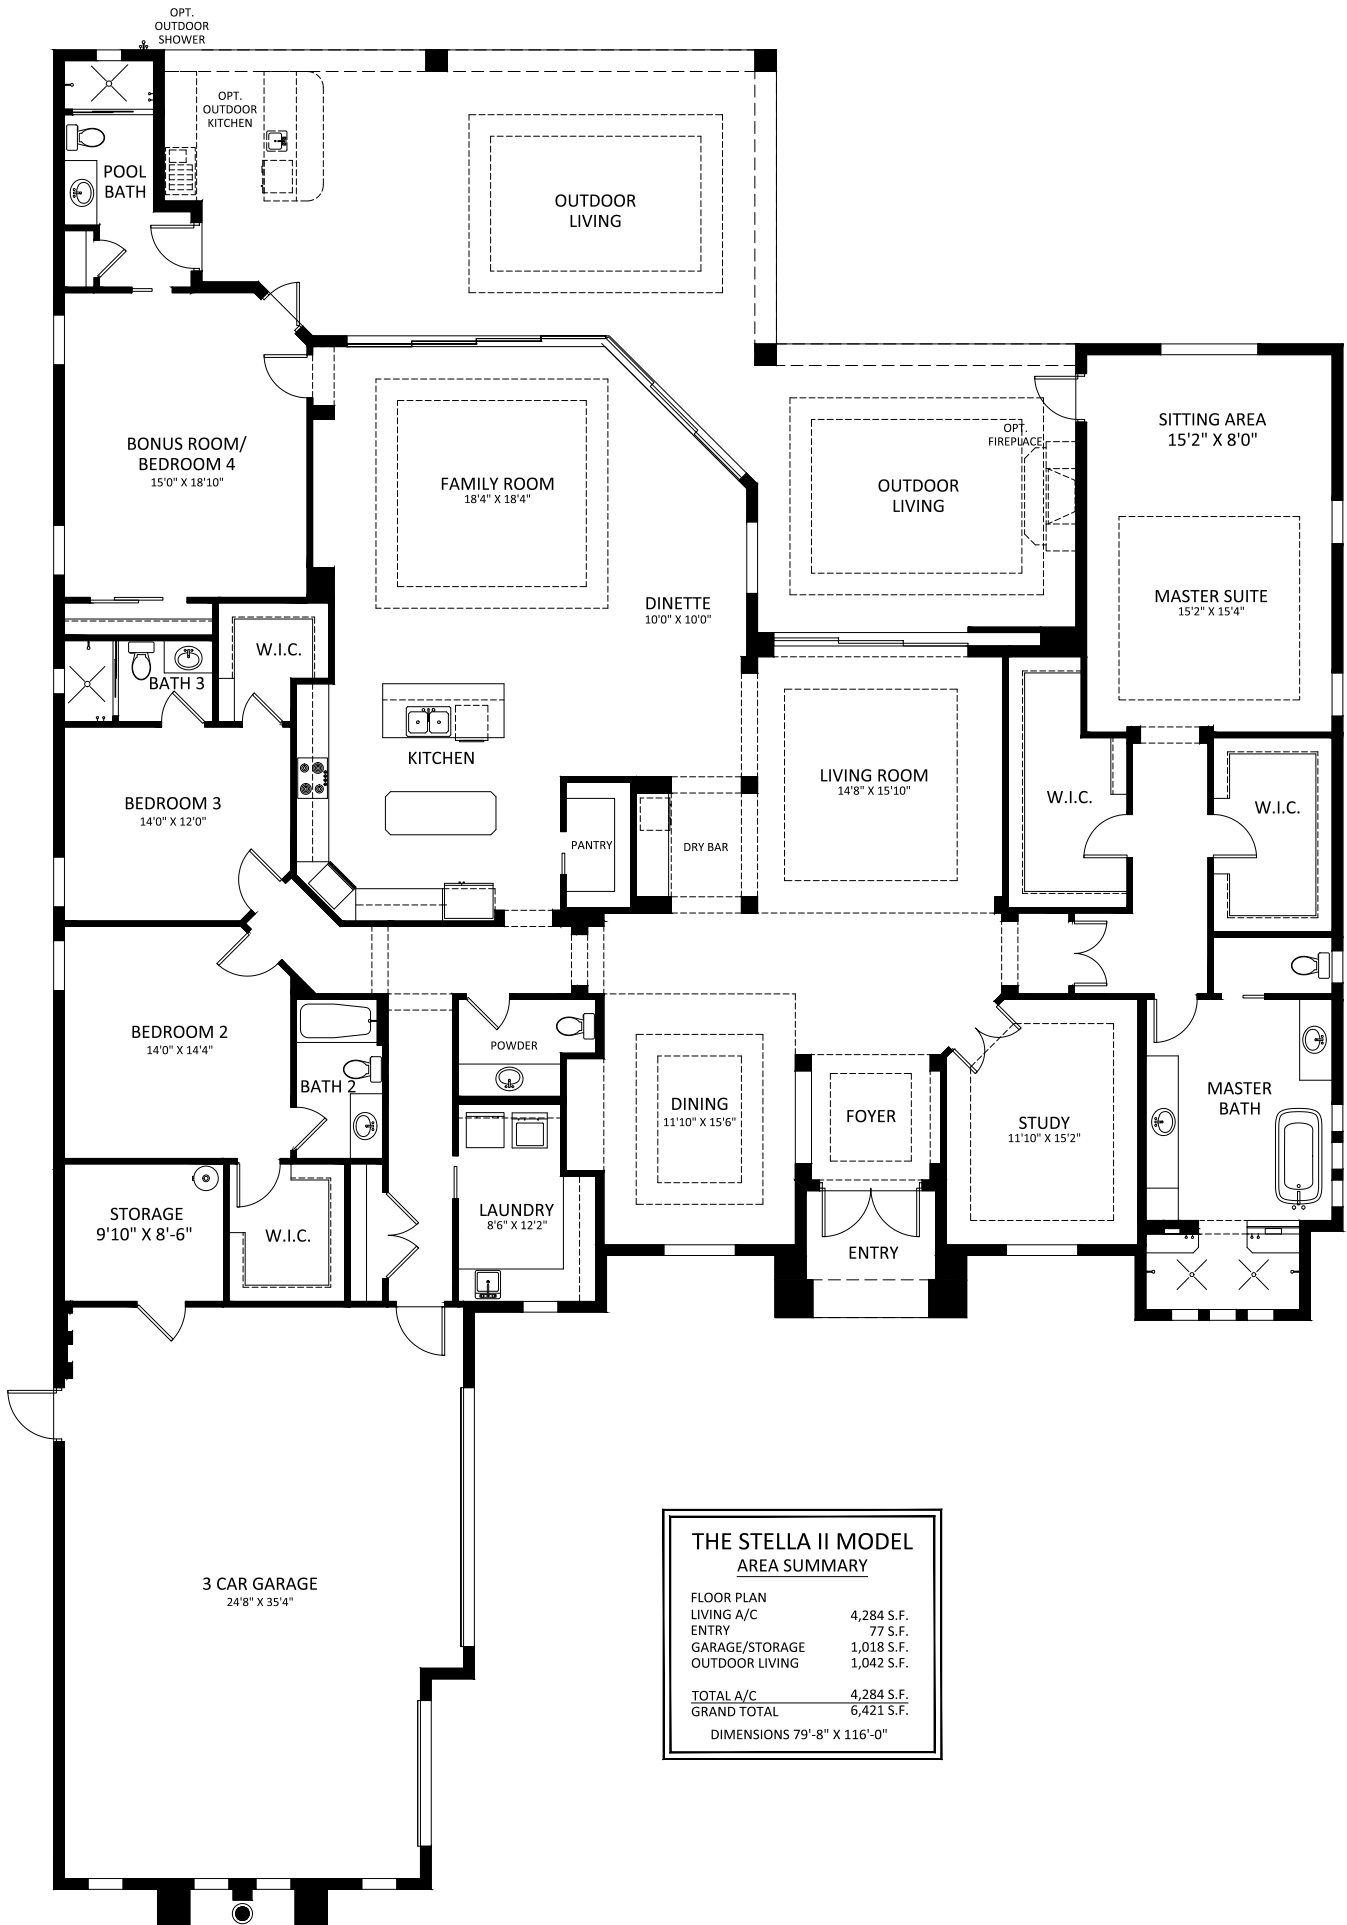 OPT.
OUTDOOR
SHOWER
OPT.
OUTDOOR
KITCHEN
POOL
BATH
OUTDOOR
LIVING
BONUS ROOM/
BEDROOM 4
15'0" X 18'10"
FAMILY ROOM
18'4" X 18'4"
OPT.
FIREPLACE
OUTDOOR
LIVING
SITTING AREA
15'2" X 8'0"
MASTER SUITE
15'2" X 15'4"
DINETTE
10'0" X 10'0"
W.I.C.
BATH 3
KITCHEN
BEDROOM 3
14'0" X 12'0"
LIVING ROOM
14'8" X 15'10"
W.I.C.
W.I.C.
PANTRY
DRY BAR
BEDROOM 2
14'0" X 14'4"
BATH 2
POWDER
DINING
11'10" X 15'6"
FOYER
STUDY
11'10" X 15'2"
MASTER
BATH
STORAGE
9'10" X 8'-6"
W.I.C.
LAUNDRY
8'6" X 12'2"
ENTRY
3 CAR GARAGE
24'8" X 35'4"
THE STELLA II MODEL
AREA SUMMARY
FLOOR PLAN
LIVING A/C 4,284 S.F.
ENTRY 77 S.F.
GARAGE/STORAGE 1,018 S.F.
OUTDOOR LIVING 1,042 S.F.
TOTAL A/C 4,284 S.F.
GRAND TOTAL 6,421 S.F.
DIMENSIONS 79'-8" X 116'-0"